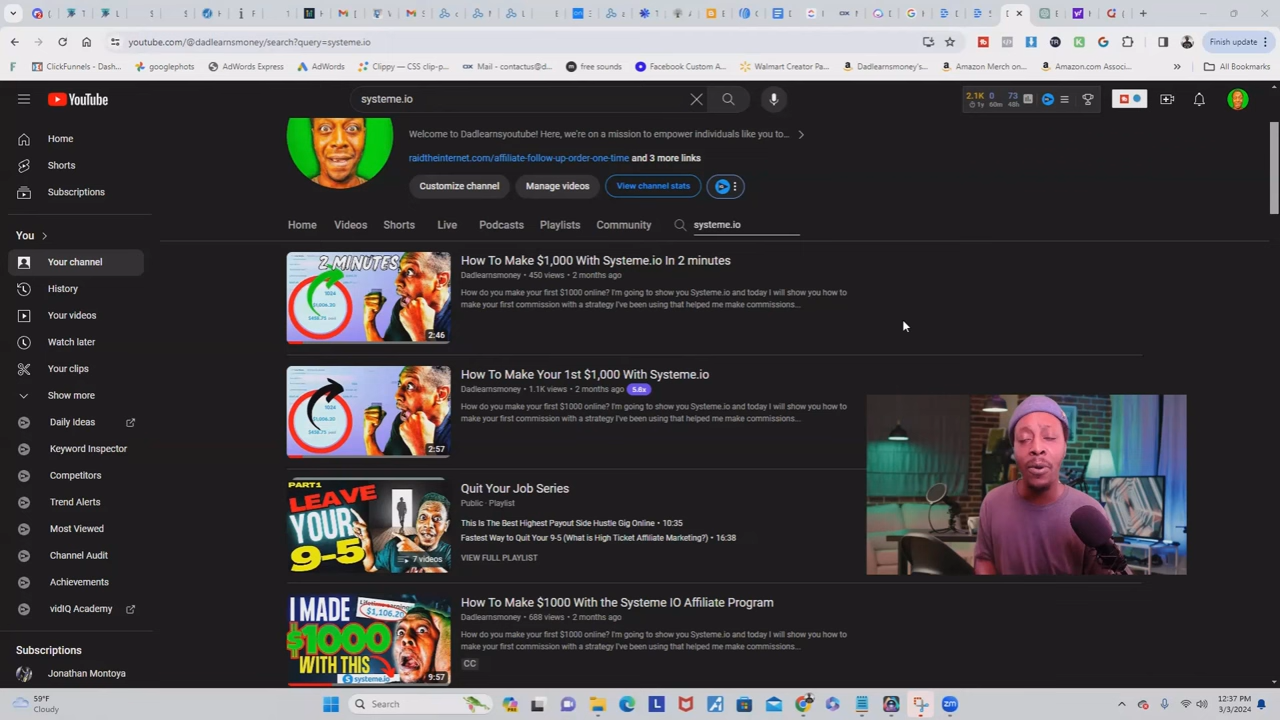 youtube.com/@dadlearnsmoney/search?query=systeme.io
Finish update
ClickFunnels - Dash...
googlephots
AdWords Express
AdWords
Clippy — CSS clip-p...
Mail - contactus@d...
free sounds
Facebook Custom A...
Walmart Creator Pa...
Dadlearnsmoney's...
Amazon Merch on...
Amazon.com Associ...
All Bookmarks
YouTube
systeme.io
2.1K 0 73
1y 60m 48h
Home
Shorts
Subscriptions
You
Your channel
History
Your videos
Watch later
Your clips
Show more
Daily Ideas
Keyword Inspector
Competitors
Trend Alerts
Most Viewed
Channel Audit
Achievements
vidIQ Academy
Subscriptions
Jonathan Montoya
Welcome to Dadlearnsyoutube! Here, we're on a mission to empower individuals like you to...
raidtheinternet.com/affiliate-follow-up-order-one-time and 3 more links
Customize channel
Manage videos
View channel stats
Home
Videos
Shorts
Live
Podcasts
Playlists
Community
systeme.io
2 MINUTES
2:46
How To Make $1,000 With Systeme.io In 2 minutes
Dadlearnsmoney • 450 views • 2 months ago
How do you make your first $1000 online? I'm going to show you Systeme.io and today I will show you how to
make your first commission with a strategy I've been using that helped me make commissions...
2:57
How To Make Your 1st $1,000 With Systeme.io
Dadlearnsmoney • 1.1K views • 2 months ago 5.8x
How do you make your first $1000 online? I'm going to show you Systeme.io and today I will show you how to
make your first commission with a strategy I've been using that helped me make commissions...
PART1
LEAVE
YOUR
9-5
7 videos
Quit Your Job Series
Public · Playlist
This Is The Best Highest Payout Side Hustle Gig Online • 10:35
Fastest Way to Quit Your 9-5 (What is High Ticket Affiliate Marketing?) • 16:38
VIEW FULL PLAYLIST
I MADE
$1,106.20
$1000
WITH THIS
systeme.io
9:57
How To Make $1000 With the Systeme IO Affiliate Program
Dadlearnsmoney • 688 views • 2 months ago
How do you make your first $1000 online? I'm going to show you Systeme.io and today I will show you how to
make your first commission with a strategy I've been using that helped me make commissions...
CC
59°F
Cloudy
Search
12:37 PM
3/3/2024